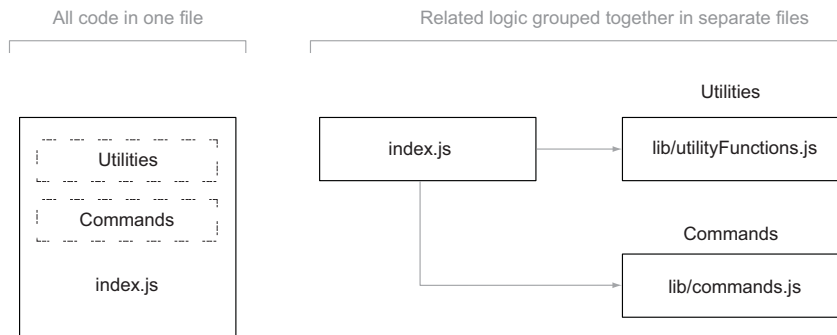 All code in one file
Related logic grouped together in separate files
Utilities
Commands
index.js
index.js
Utilities
lib/utilityFunctions.js
Commands
lib/commands.js